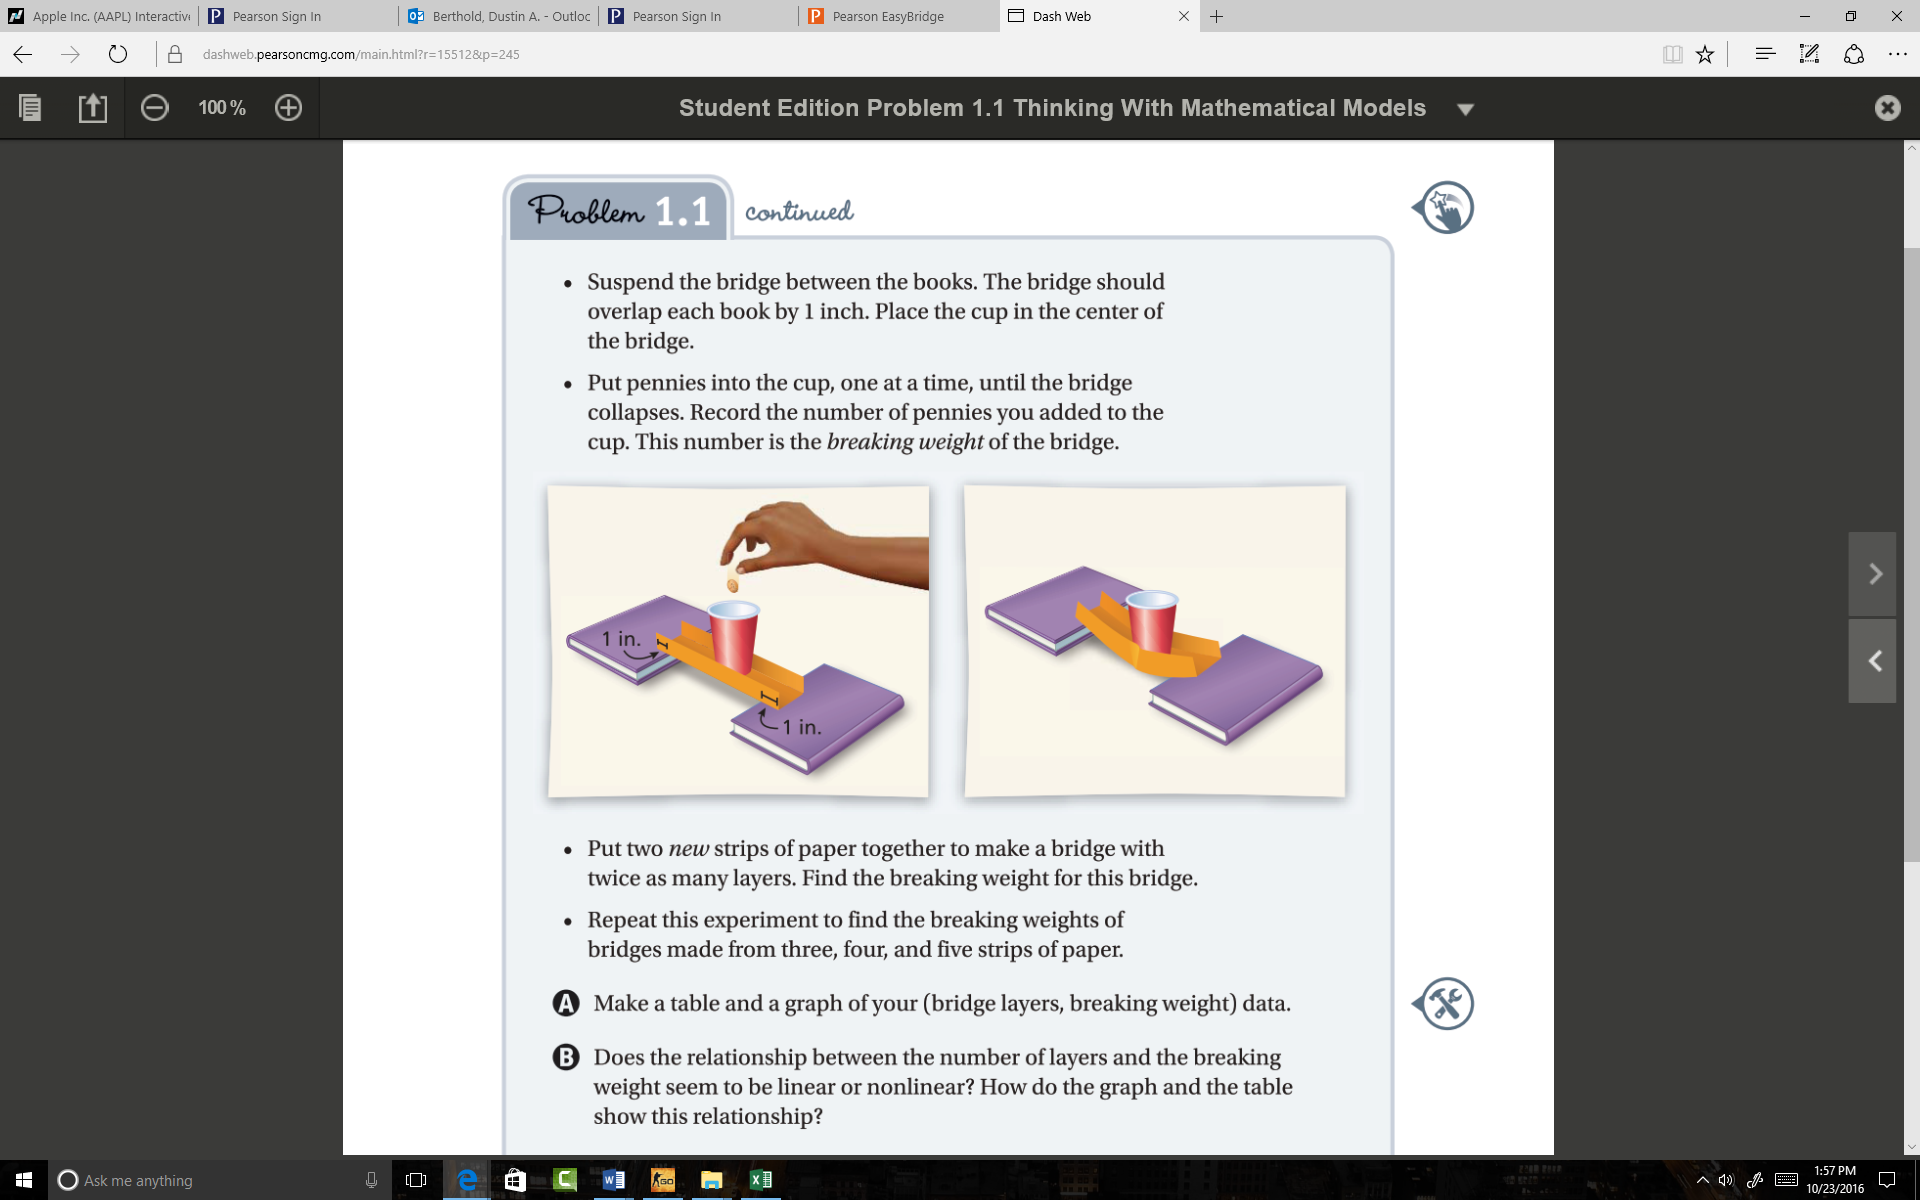 Apple Inc. (AAPL) Interactiv
Pearson Sign In
Berthold, Dustin A. - Outloc
Pearson Sign In
Pearson EasyBridge
Dash Web
dashweb.pearsoncmg.com/main.html?r=15512&p=245
100 %
Student Edition Problem 1.1 Thinking With Mathematical Models
Problem 1.1 continued
• Suspend the bridge between the books. The bridge should
overlap each book by 1 inch. Place the cup in the center of
the bridge.
• Put pennies into the cup, one at a time, until the bridge
collapses. Record the number of pennies you added to the
cup. This number is the breaking weight of the bridge.
1 in.
1 in.
• Put two new strips of paper together to make a bridge with
twice as many layers. Find the breaking weight for this bridge.
• Repeat this experiment to find the breaking weights of
bridges made from three, four, and five strips of paper.
A Make a table and a graph of your (bridge layers, breaking weight) data.
B Does the relationship between the number of layers and the breaking
weight seem to be linear or nonlinear? How do the graph and the table
show this relationship?
Ask me anything
1:57 PM
10/23/2016